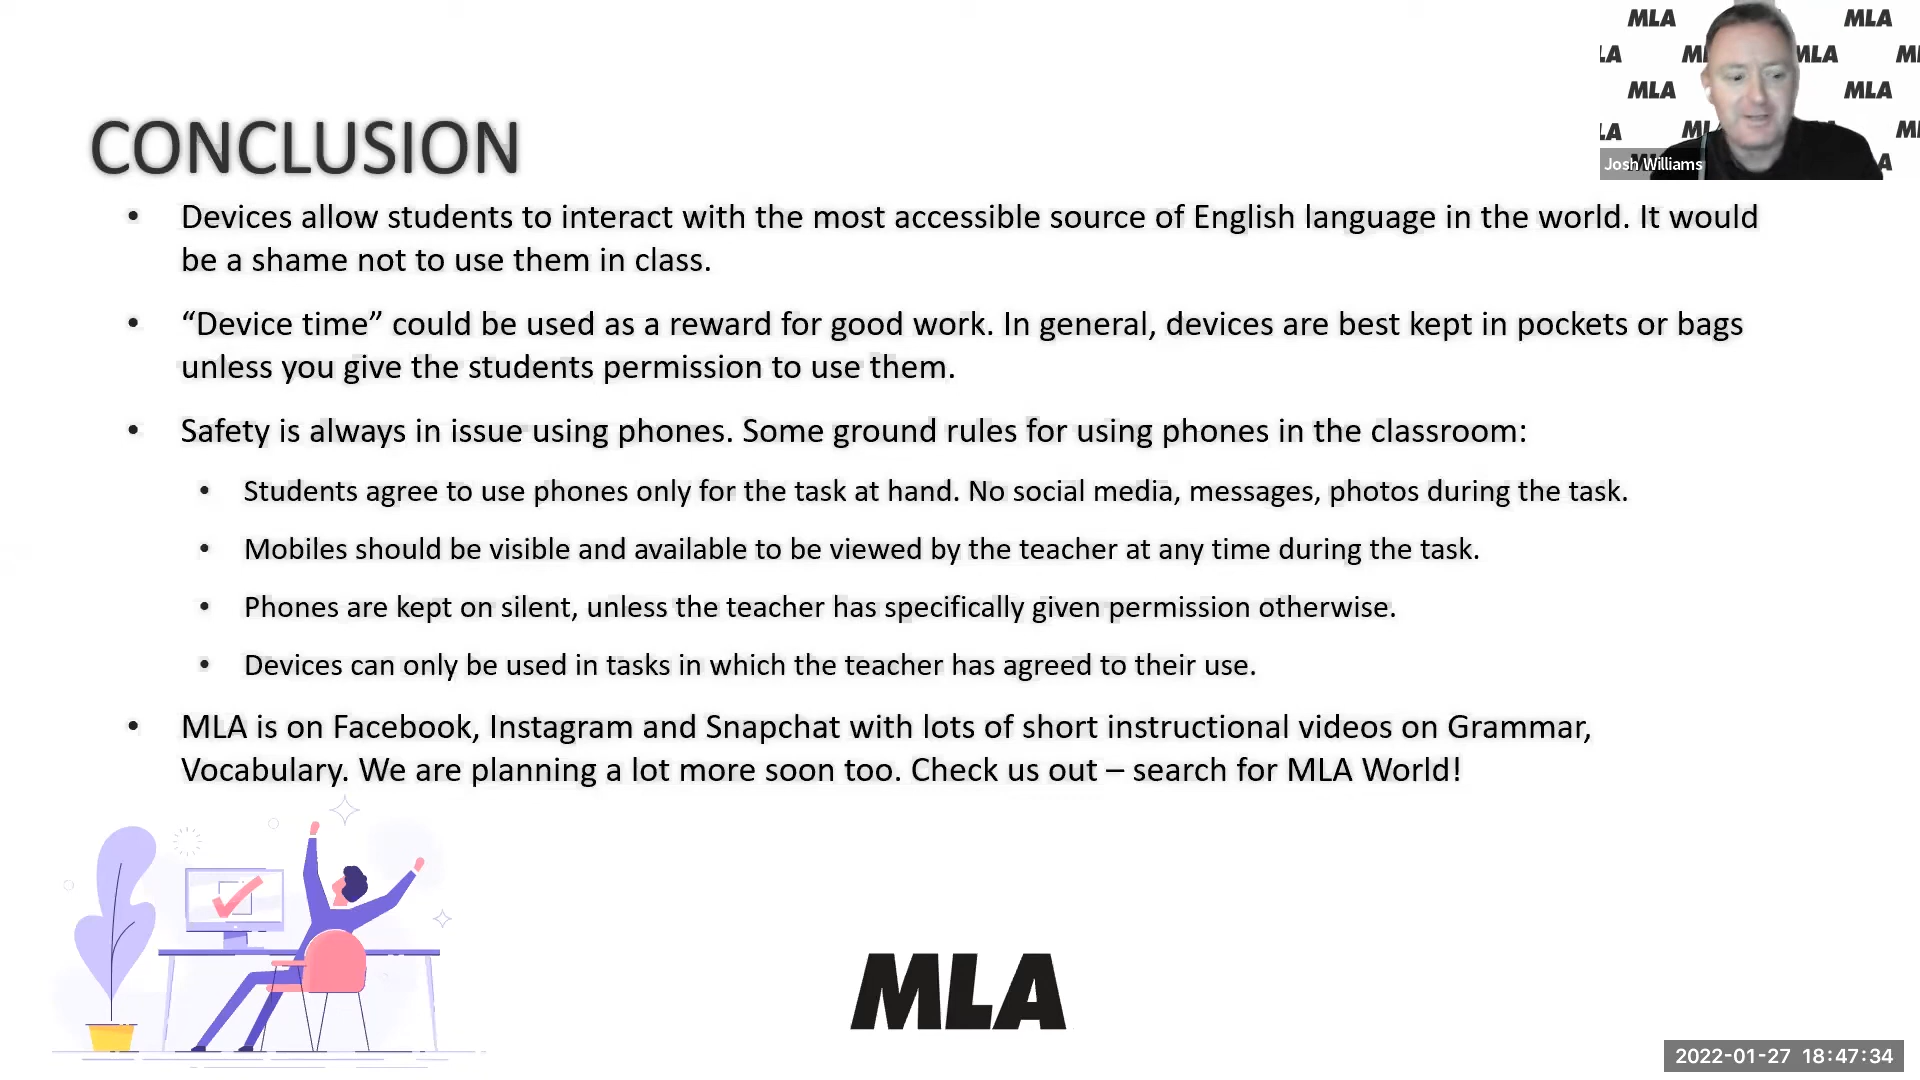 CONCLUSION
• Devices allow students to interact with the most accessible source of English language in the world. It would
be a shame not to use them in class.
• “Device time” could be used as a reward for good work. In general, devices are best kept in pockets or bags
unless you give the students permission to use them.
• Safety is always in issue using phones. Some ground rules for using phones in the classroom:
• Students agree to use phones only for the task at hand. No social media, messages, photos during the task.
• Mobiles should be visible and available to be viewed by the teacher at any time during the task.
• Phones are kept on silent, unless the teacher has specifically given permission otherwise.
• Devices can only be used in tasks in which the teacher has agreed to their use.
• MLA is on Facebook, Instagram and Snapchat with lots of short instructional videos on Grammar,
Vocabulary. We are planning a lot more soon too. Check us out – search for MLA World!
MLA
MLA MLA
MLA
MLA MLA
Josh Williams
2022-01-27 18:47:34